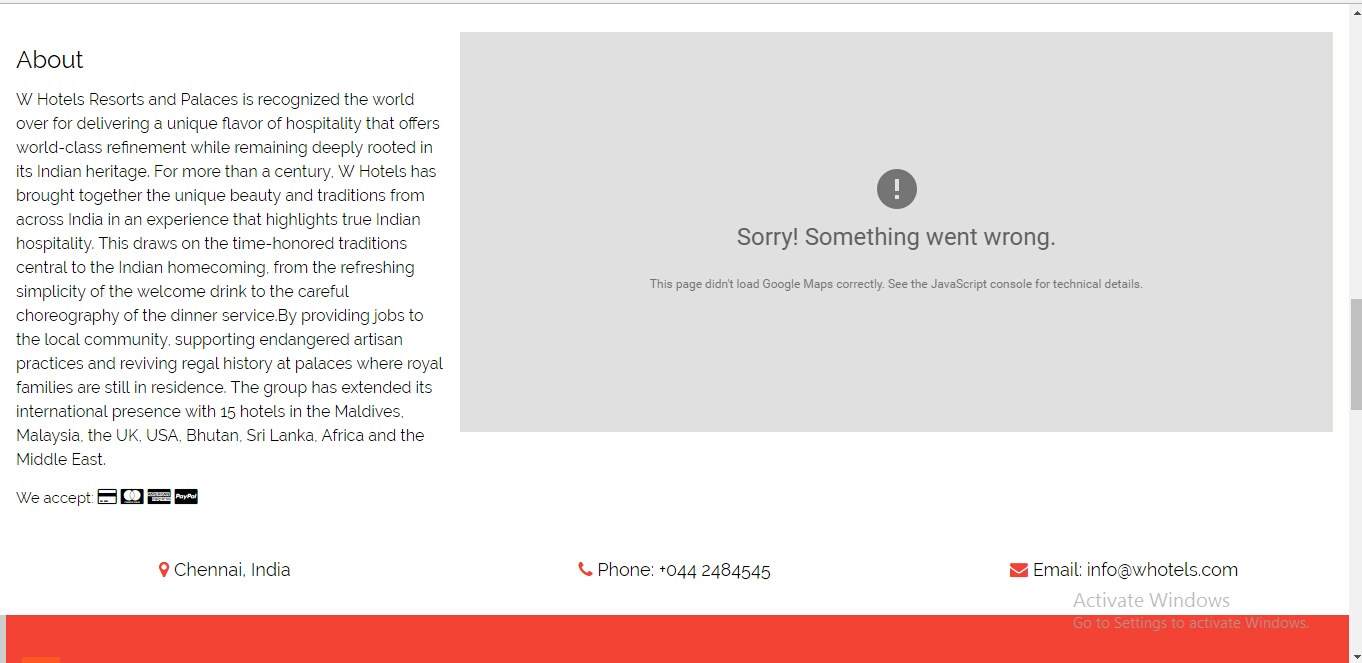 About
W Hotels Resorts and Palaces is recognized the world
over for delivering a unique flavor of hospitality that offers
world-class refinement while remaining deeply rooted in
its Indian heritage. For more than a century, W Hotels has
brought together the unique beauty and traditions from
across India in an experience that highlights true Indian
hospitality. This draws on the time-honored traditions
central to the Indian homecoming, from the refreshing
simplicity of the welcome drink to the careful
choreography of the dinner service.By providing jobs to
the local community, supporting endangered artisan
practices and reviving regal history at palaces where royal
families are still in residence. The group has extended its
international presence with 15 hotels in the Maldives,
Malaysia, the UK, USA, Bhutan, Sri Lanka, Africa and the
Middle East.
We accept: PayPal
Sorry! Something went wrong.
This page didn't load Google Maps correctly. See the JavaScript console for technical details.
Chennai, India
Phone: +044 2484545
Email: info@whotels.com
Activate Windows
Go to Settings to activate Windows.